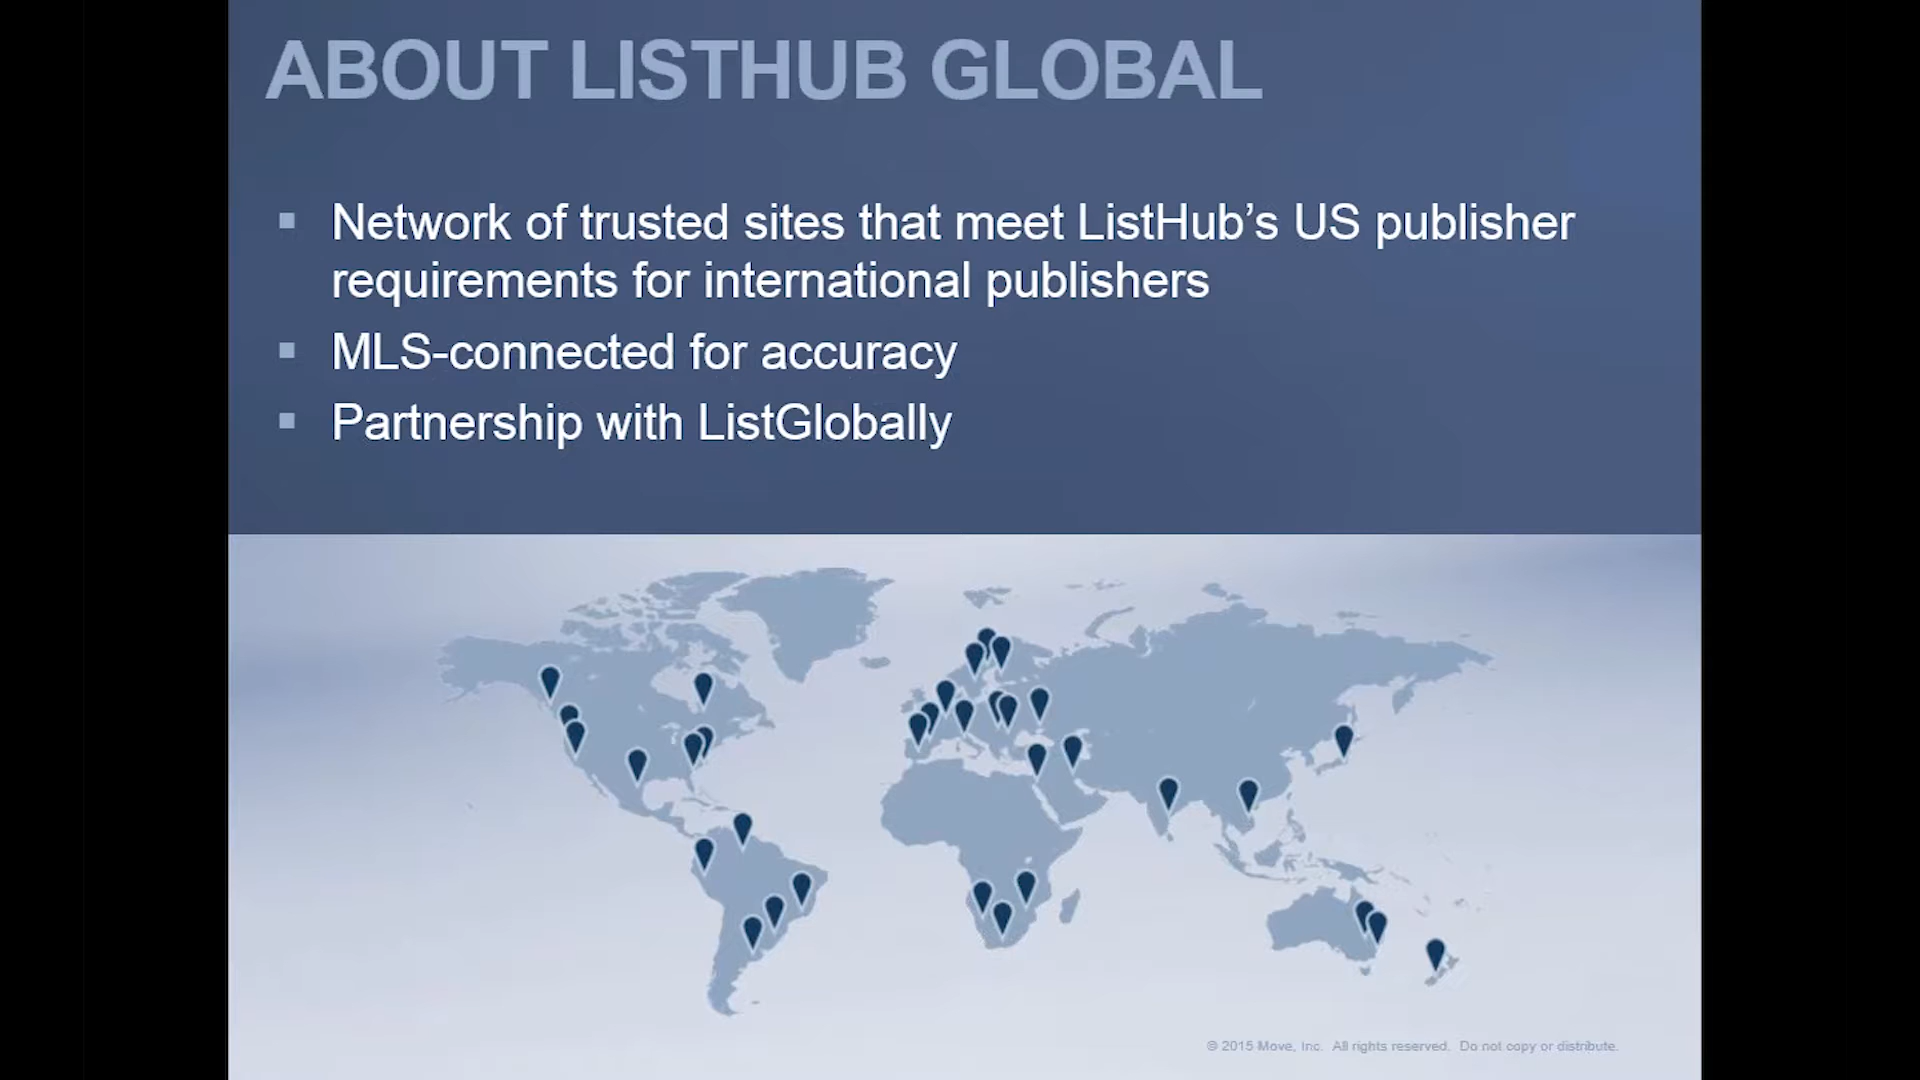 ABOUT LISTHUB GLOBAL
▪ Network of trusted sites that meet ListHub’s US publisher
requirements for international publishers
▪ MLS-connected for accuracy
▪ Partnership with ListGlobally
© 2015 Move, Inc. All rights reserved. Do not copy or distribute.